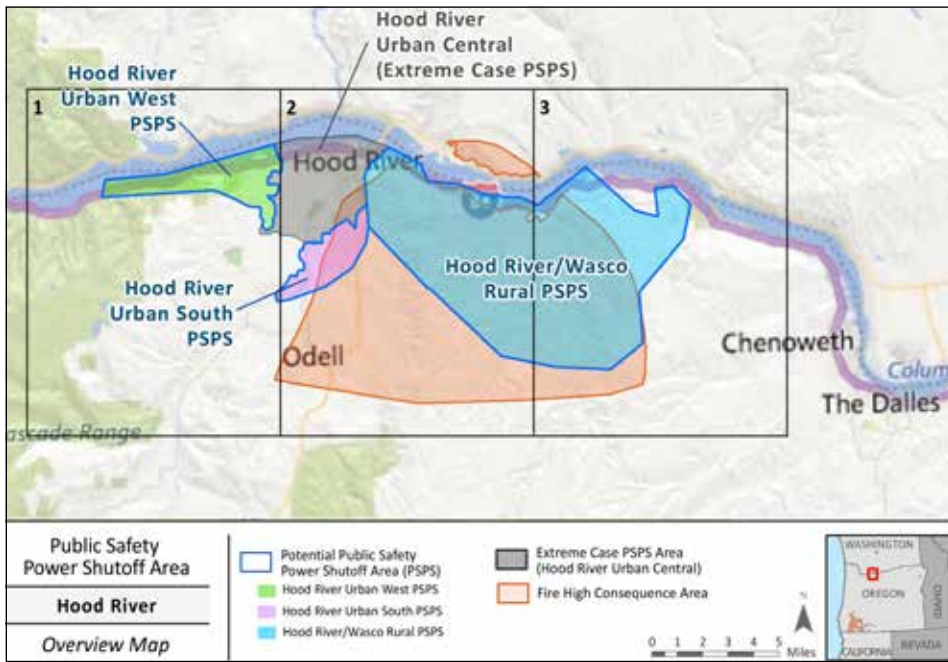 Hood River
Urban Central
(Extreme Case PSPS)
Hood River
Urban West
PSPS
1
2
3
Hood River
Hood River/Wasco
Rural PSPS
Hood River
Urban South
PSPS
Odell
Chenoweth
Colum
The Dalles
ascade Range
Public Safety
Power Shutoff Area
Hood River
Overview Map
Potential Public Safety
Power Shutoff Area (PSPS)
Hood River Urban West PSPS
Hood River Urban South PSPS
Hood River/Wasco Rural PSPS
Extreme Case PSPS Area
(Hood River Urban Central)
Fire High Consequence Area
N
0 1 2 3 4 5
Miles
WASHINGTON
OREGON
IDAHO
CALIFORNIA
NEVADA